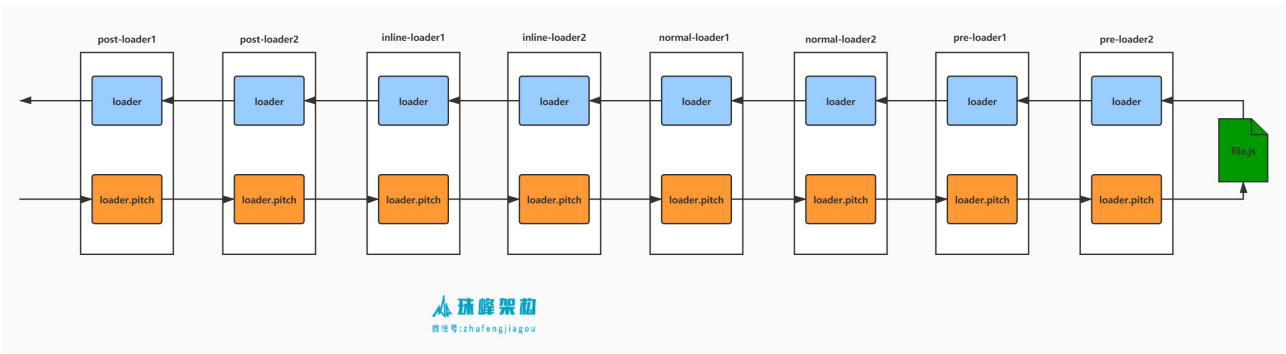 post-loader1 post-loader2 inline-loader1 inline-loader2 normal-loader1 normal-loader2 pre-loader1 pre-loader2
loader loader loader loader loader loader loader loader
file.js
loader.pitch loader.pitch loader.pitch loader.pitch loader.pitch loader.pitch loader.pitch loader.pitch
珠峰架构
微信号:zhufengjiagou